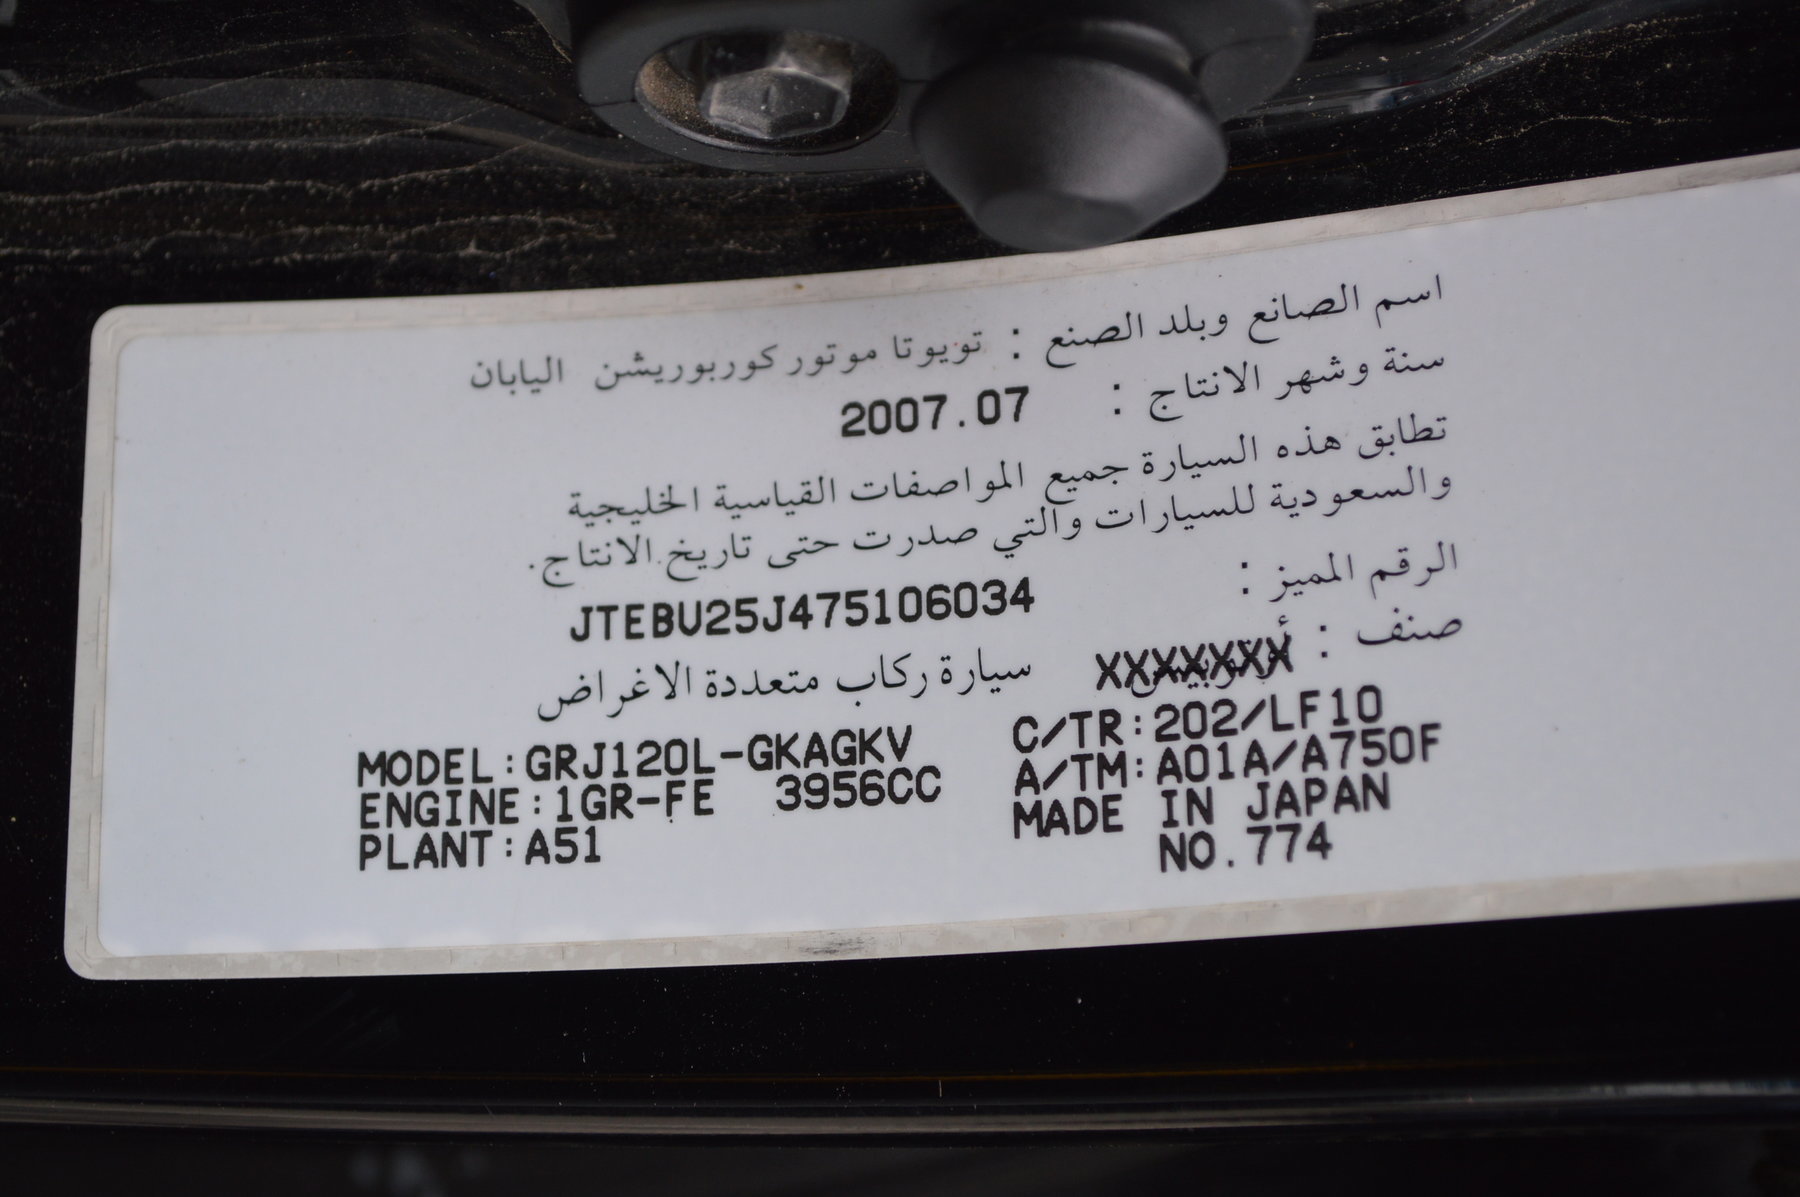 اسم الصانع وبلد الصنع : تويوتا موتور كوربوريشن اليابان
سنة وشهر الانتاج : 2007.07
تطابق هذه السيارة جميع المواصفات القياسية الخليجية
والسعودية للسيارات والتي صدرت حتى تاريخ الانتاج.
الرقم المميز :
JTEBU25J475106034
صنف : XXXXXXX سيارة ركاب متعددة الاغراض
MODEL:GRJ120L-GKAGKV C/TR:202/LF10
ENGINE:1GR-FE 3956CC A/TM:A01A/A750F
PLANT:A51 MADE IN JAPAN
NO.774